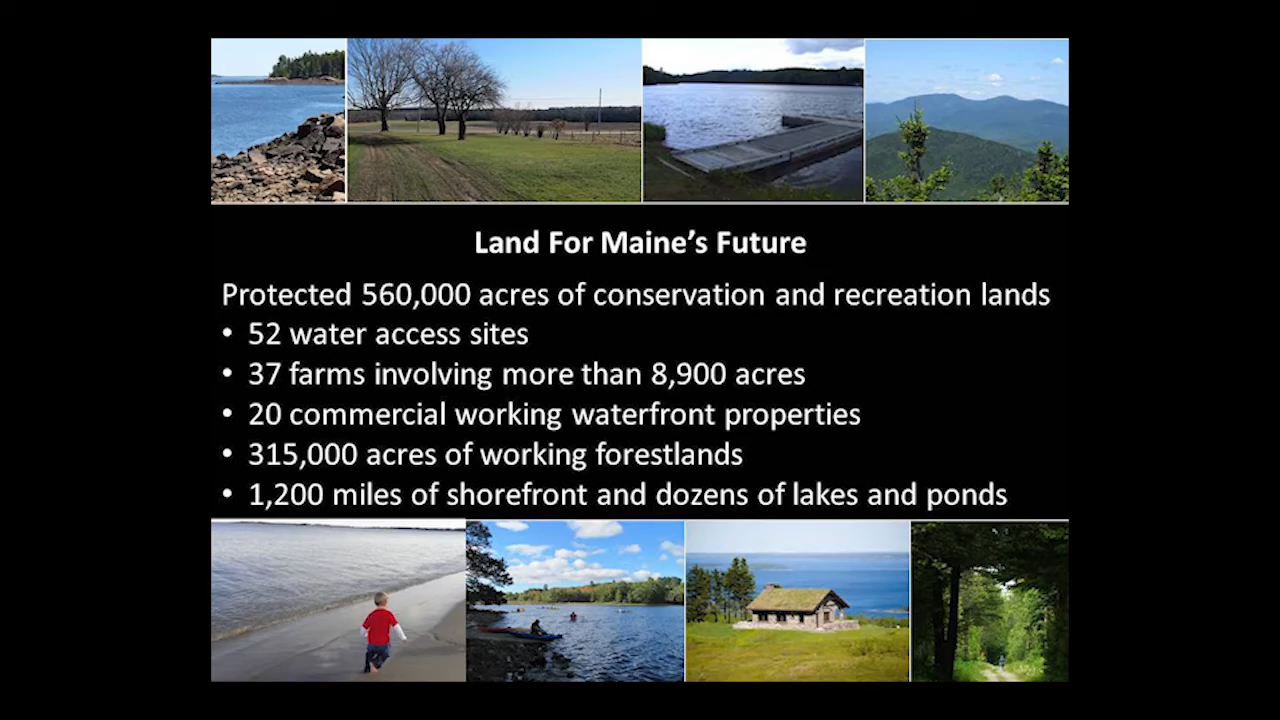 Land For Maine’s Future
Protected 560,000 acres of conservation and recreation lands
• 52 water access sites
• 37 farms involving more than 8,900 acres
• 20 commercial working waterfront properties
• 315,000 acres of working forestlands
• 1,200 miles of shorefront and dozens of lakes and ponds